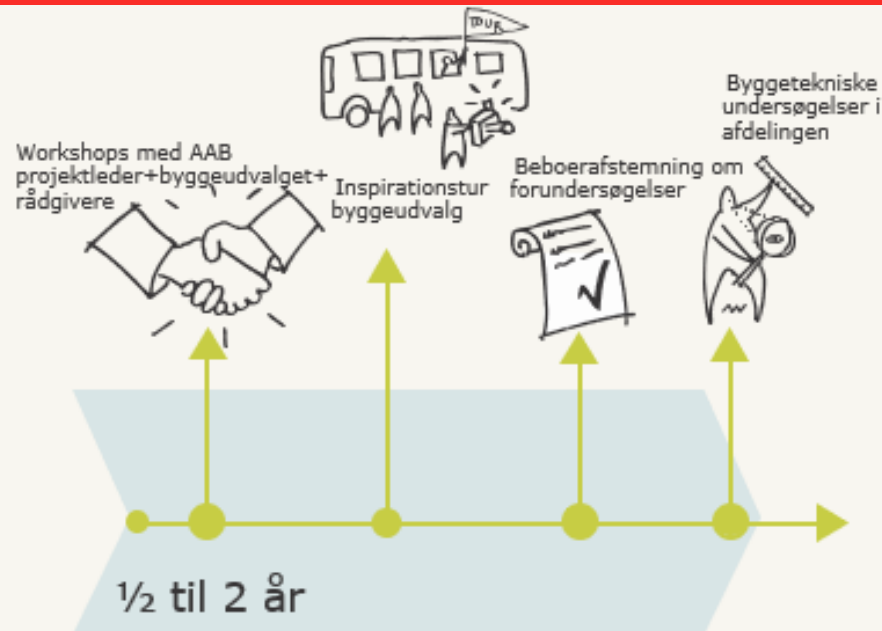 TOUR
Byggetekniske
undersøgelser i
afdelingen
Workshops med AAB
projektleder+byggeudvalget+
rådgivere
Inspirationstur
byggeudvalg
Beboerafstemning om
forundersøgelser
½ til 2 år